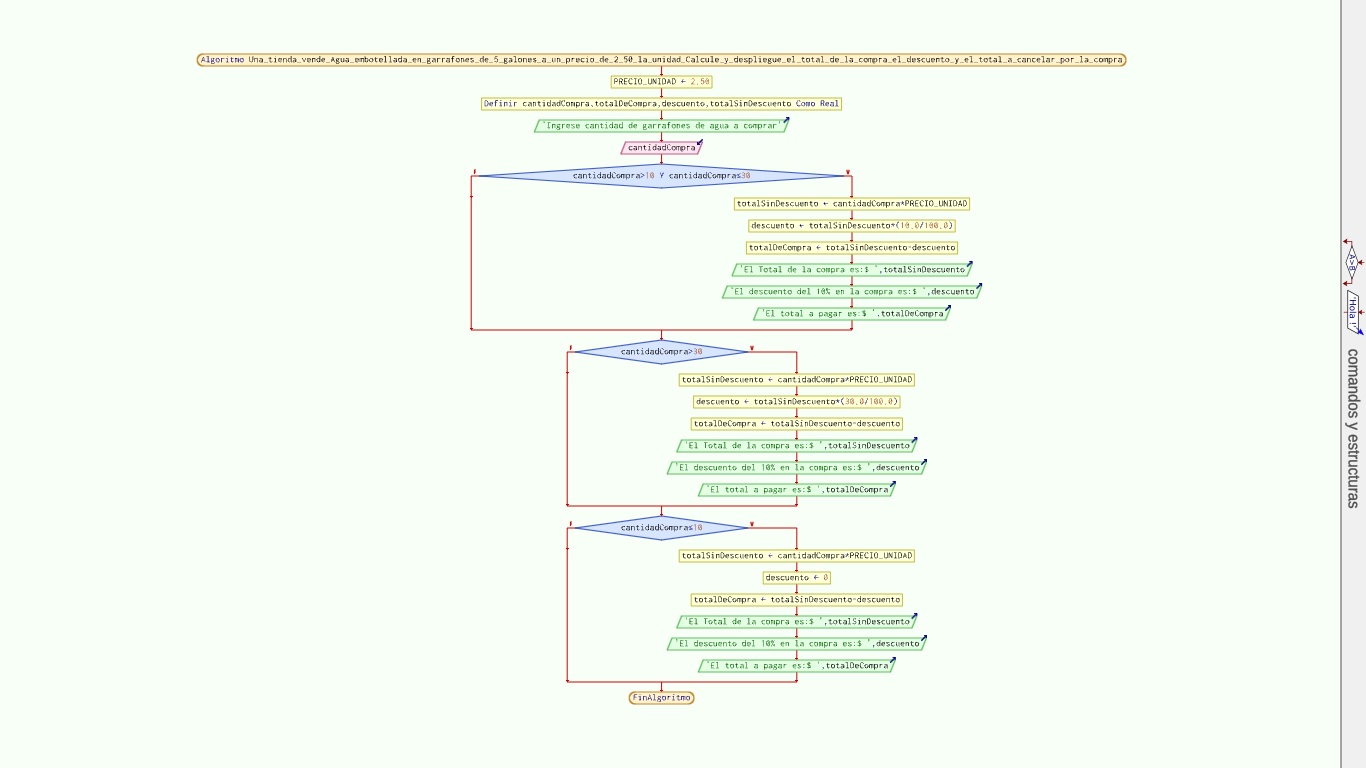 Algoritmo Una_tienda_vende_Agua_embotellada_en_garrafones_de_5_galones_a_un_precio_de_2_50_la_unidad_Calcule_y_despliegue_el_total_de_la_compra_el_descuento_y_el_total_a_cancelar_por_la_compra
PRECIO_UNIDAD ← 2.50
Definir cantidadCompra,totalDeCompra,descuento,totalSinDescuento Como Real
'Ingrese cantidad de garrafones de agua a comprar'
cantidadCompra
F
cantidadCompra>10 Y cantidadCompra≤30
V
totalSinDescuento ← cantidadCompra*PRECIO_UNIDAD
descuento ← totalSinDescuento*(10.0/100.0)
totalDeCompra ← totalSinDescuento-descuento
'El Total de la compra es:$ ',totalSinDescuento
'El descuento del 10% en la compra es:$ ',descuento
'El total a pagar es:$ ',totalDeCompra
F
cantidadCompra>30
V
totalSinDescuento ← cantidadCompra*PRECIO_UNIDAD
descuento ← totalSinDescuento*(30.0/100.0)
totalDeCompra ← totalSinDescuento-descuento
'El Total de la compra es:$ ',totalSinDescuento
'El descuento del 10% en la compra es:$ ',descuento
'El total a pagar es:$ ',totalDeCompra
F
cantidadCompra≤10
V
totalSinDescuento ← cantidadCompra*PRECIO_UNIDAD
descuento ← 0
totalDeCompra ← totalSinDescuento-descuento
'El Total de la compra es:$ ',totalSinDescuento
'El descuento del 10% en la compra es:$ ',descuento
'El total a pagar es:$ ',totalDeCompra
FinAlgoritmo
A>B
'Hola !'
comandos y estructuras